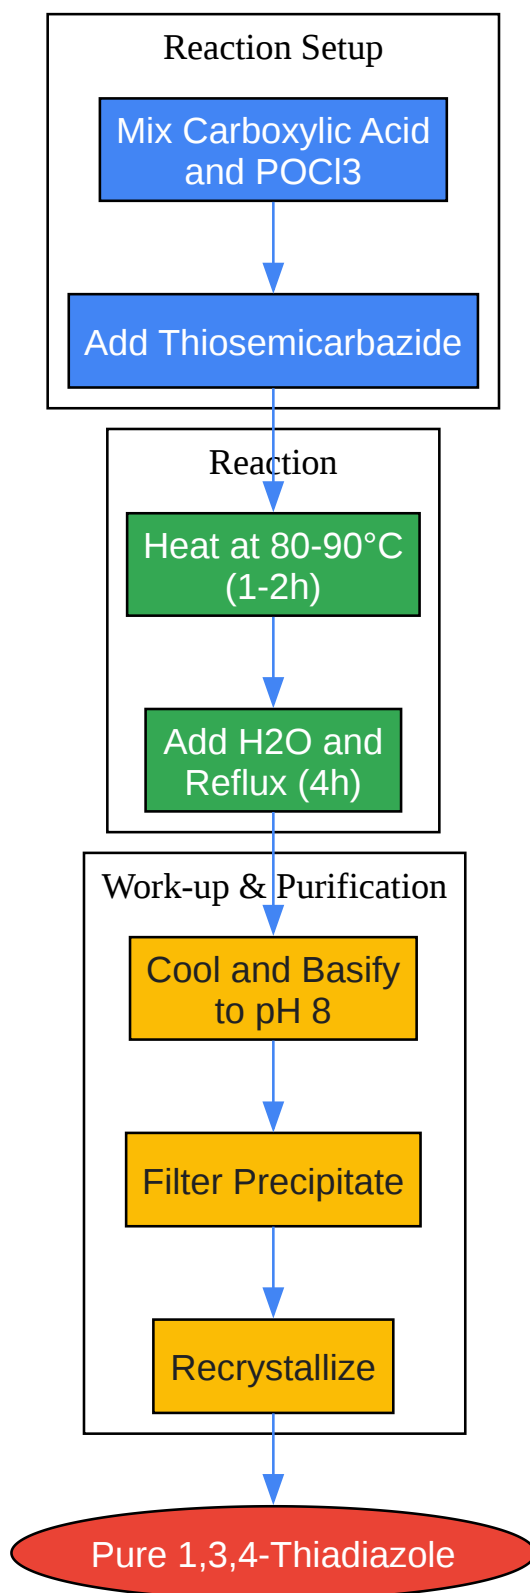 Reaction Setup
Mix Carboxylic Acid
and POCl3
Add Thiosemicarbazide
Reaction
Heat at 80-90°C
(1-2h)
Add H2O and
Reflux (4h)
Work-up & Purification
Cool and Basify
to pH 8
Filter Precipitate
Recrystallize
Pure 1,3,4-Thiadiazole